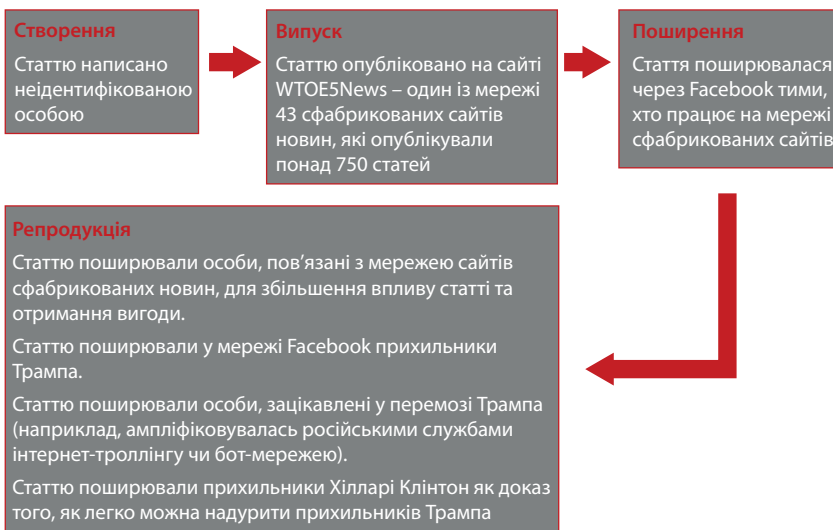 Створення
Статтю написано
неідентифікованою
особою
Випуск
Статтю опубліковано на сайті
WTOE5News – один із мережі
43 сфабрикованих сайтів
новин, які опублікували
понад 750 статей
Поширення
Стаття поширювалася
через Facebook тими,
хто працює на мережі
сфабрикованих сайтів
Репродукція
Статтю поширювали особи, пов’язані з мережею сайтів
сфабрикованих новин, для збільшення впливу статті та
отримання вигоди.
Статтю поширювали у мережі Facebook прихильники
Трампа.
Статтю поширювали особи, зацікавлені у перемозі Трампа
(наприклад, ампліфіковувалась російськими службами
інтернет-троллінгу чи бот-мережею).
Статтю поширювали прихильники Хілларі Клінтон як доказ
того, як легко можна надурити прихильників Трампа